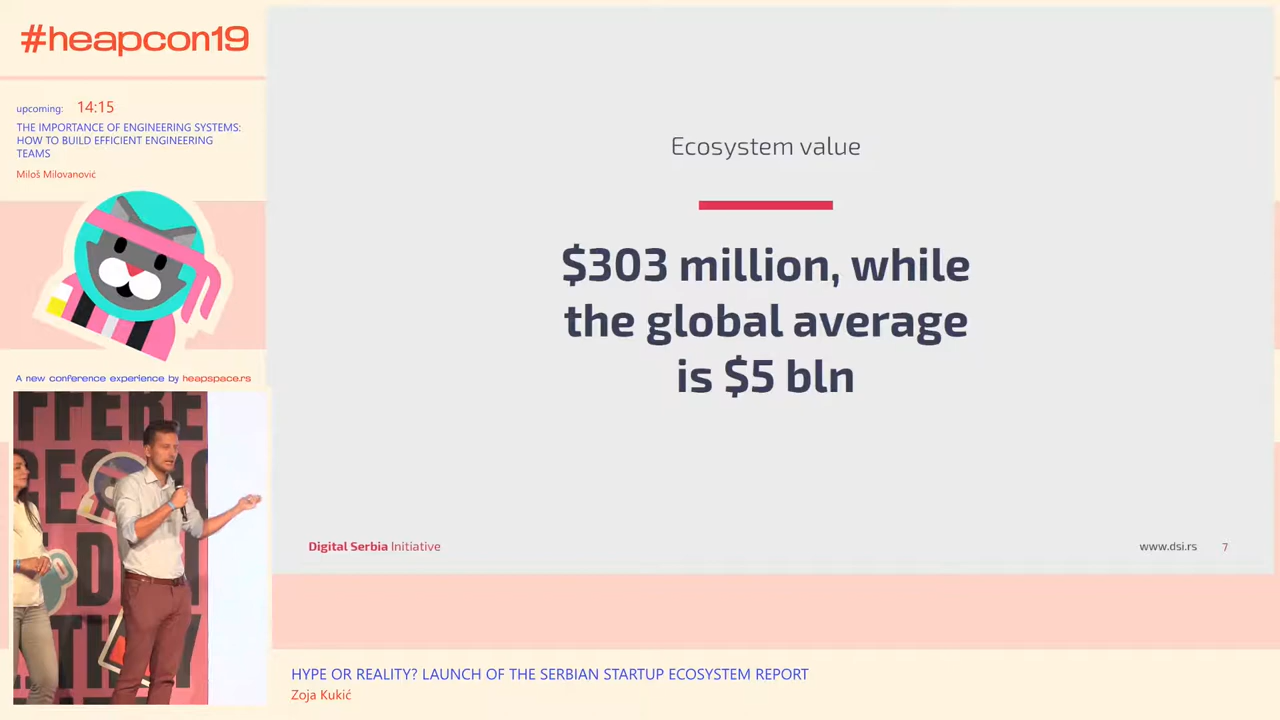 #heapcon19
upcoming: 14:15
THE IMPORTANCE OF ENGINEERING SYSTEMS:
HOW TO BUILD EFFICIENT ENGINEERING
TEAMS
Miloš Milovanović
A new conference experience by heapspace.rs
Ecosystem value
$303 million, while
the global average
is $5 bln
Digital Serbia Initiative
www.dsi.rs 7
HYPE OR REALITY? LAUNCH OF THE SERBIAN STARTUP ECOSYSTEM REPORT
Zoja Kukić